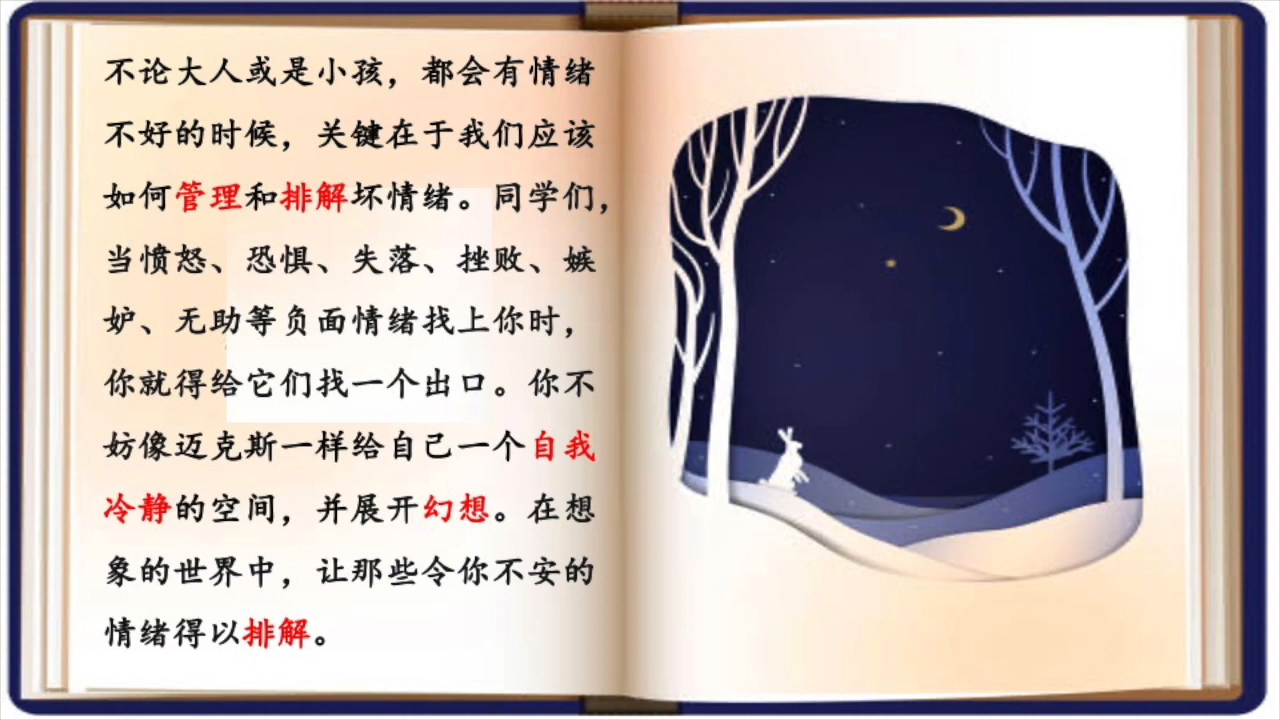 不论大人或是小孩，都会有情绪
不好的时候，关键在于我们应该
如何管理和排解坏情绪。同学们，
当愤怒、恐惧、失落、挫败、嫉
妒、无助等负面情绪找上你时，
你就得给它们找一个出口。你不
妨像迈克斯一样给自己一个自我
冷静的空间，并展开幻想。在想
象的世界中，让那些令你不安的
情绪得以排解。